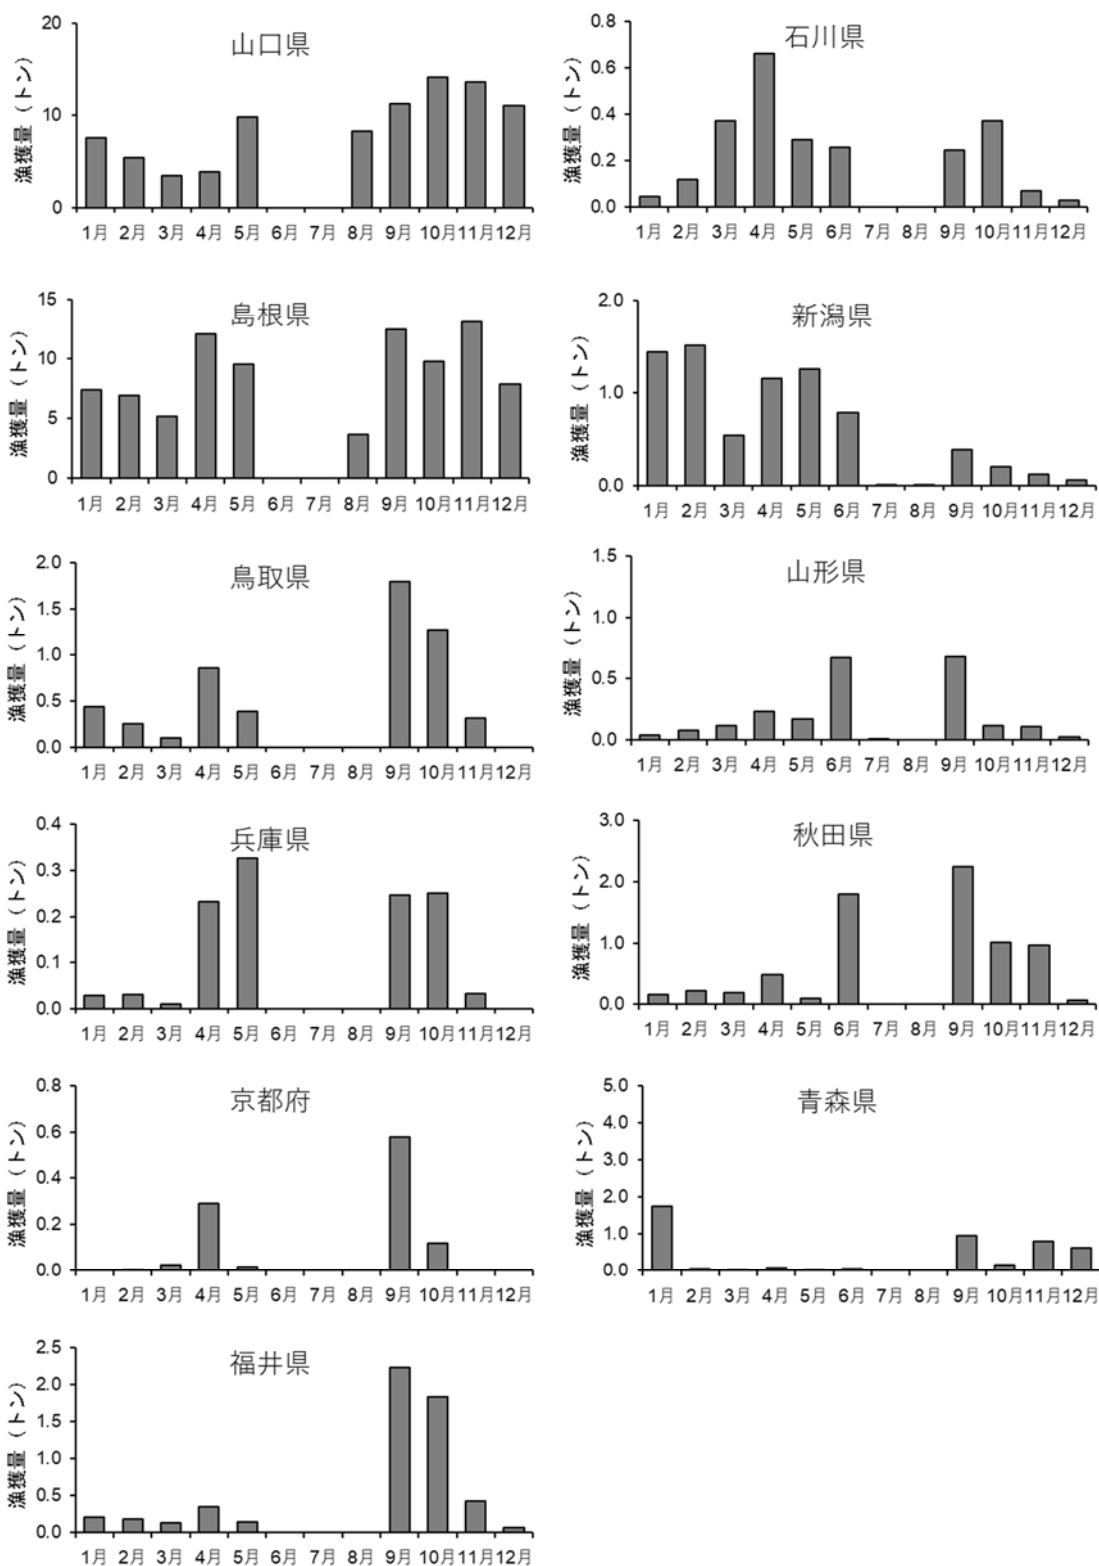 山口県
漁獲量（トン）
20
10
0
1月 2月 3月 4月 5月 6月 7月 8月 9月 10月 11月 12月
島根県
漁獲量（トン）
15
10
5
0
1月 2月 3月 4月 5月 6月 7月 8月 9月 10月 11月 12月
鳥取県
漁獲量（トン）
2.0
1.5
1.0
0.5
0.0
1月 2月 3月 4月 5月 6月 7月 8月 9月 10月 11月 12月
兵庫県
漁獲量（トン）
0.4
0.3
0.2
0.1
0.0
1月 2月 3月 4月 5月 6月 7月 8月 9月 10月 11月 12月
京都府
漁獲量（トン）
0.8
0.6
0.4
0.2
0.0
1月 2月 3月 4月 5月 6月 7月 8月 9月 10月 11月 12月
福井県
漁獲量（トン）
2.5
2.0
1.5
1.0
0.5
0.0
1月 2月 3月 4月 5月 6月 7月 8月 9月 10月 11月 12月
石川県
漁獲量（トン）
0.8
0.6
0.4
0.2
0.0
1月 2月 3月 4月 5月 6月 7月 8月 9月 10月 11月 12月
新潟県
漁獲量（トン）
2.0
1.0
0.0
1月 2月 3月 4月 5月 6月 7月 8月 9月 10月 11月 12月
山形県
漁獲量（トン）
1.5
1.0
0.5
0.0
1月 2月 3月 4月 5月 6月 7月 8月 9月 10月 11月 12月
秋田県
漁獲量（トン）
3.0
2.0
1.0
0.0
1月 2月 3月 4月 5月 6月 7月 8月 9月 10月 11月 12月
青森県
漁獲量（トン）
5.0
4.0
3.0
2.0
1.0
0.0
1月 2月 3月 4月 5月 6月 7月 8月 9月 10月 11月 12月